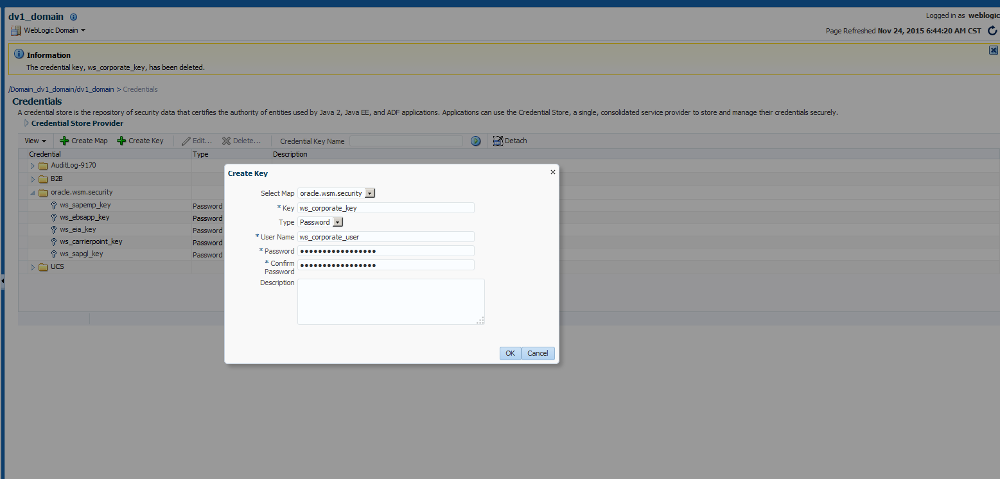 dv1_domain
Logged in as weblogic
WebLogic Domain
Page Refreshed Nov 24, 2015 6:44:20 AM CST
Information
The credential key, ws_corporate_key, has been deleted.
/Domain_dv1_domain/dv1_domain > Credentials
Credentials
A credential store is the repository of security data that certifies the authority of entities used by Java 2, Java EE, and ADF applications. Applications can use the Credential Store, a single, consolidated service provider to store and manage their credentials securely.
Credential Store Provider
View Create Map Create Key Edit... Delete... Credential Key Name Detach
Credential Type Description
AuditLog-9170
B2B
oracle.wsm.security
ws_sapemp_key Password
ws_ebsapp_key Password
ws_eia_key Password
ws_carrierpoint_key Password
ws_sapgl_key Password
UCS
Create Key
Select Map oracle.wsm.security
* Key ws_corporate_key
Type Password
* User Name ws_corporate_user
* Password •••••••••••••••••
* Confirm
Password •••••••••••••••••
Description
OK Cancel